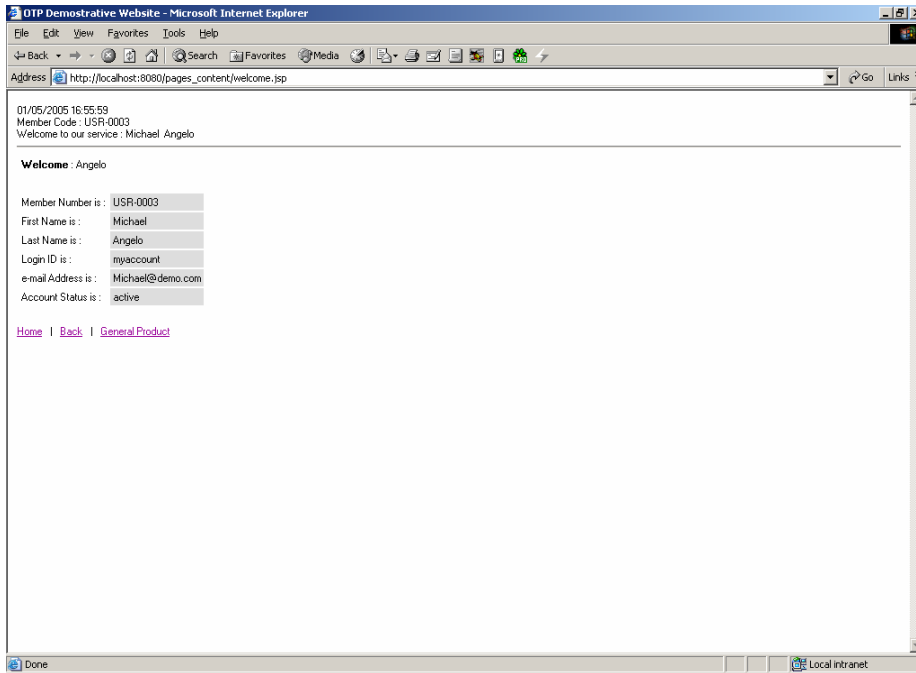 OTP Demostrative Website - Microsoft Internet Explorer
File Edit View Favorites Tools Help
Back Search Favorites Media
Address http://localhost:8080/pages_content/welcome.jsp Go Links
01/05/2005 16:55:59
Member Code : USR-0003
Welcome to our service : Michael Angelo
Welcome : Angelo
Member Number is : USR-0003
First Name is : Michael
Last Name is : Angelo
Login ID is : myaccount
e-mail Address is : Michael@demo.com
Account Status is : active
Home | Back | General Product
Done Local intranet